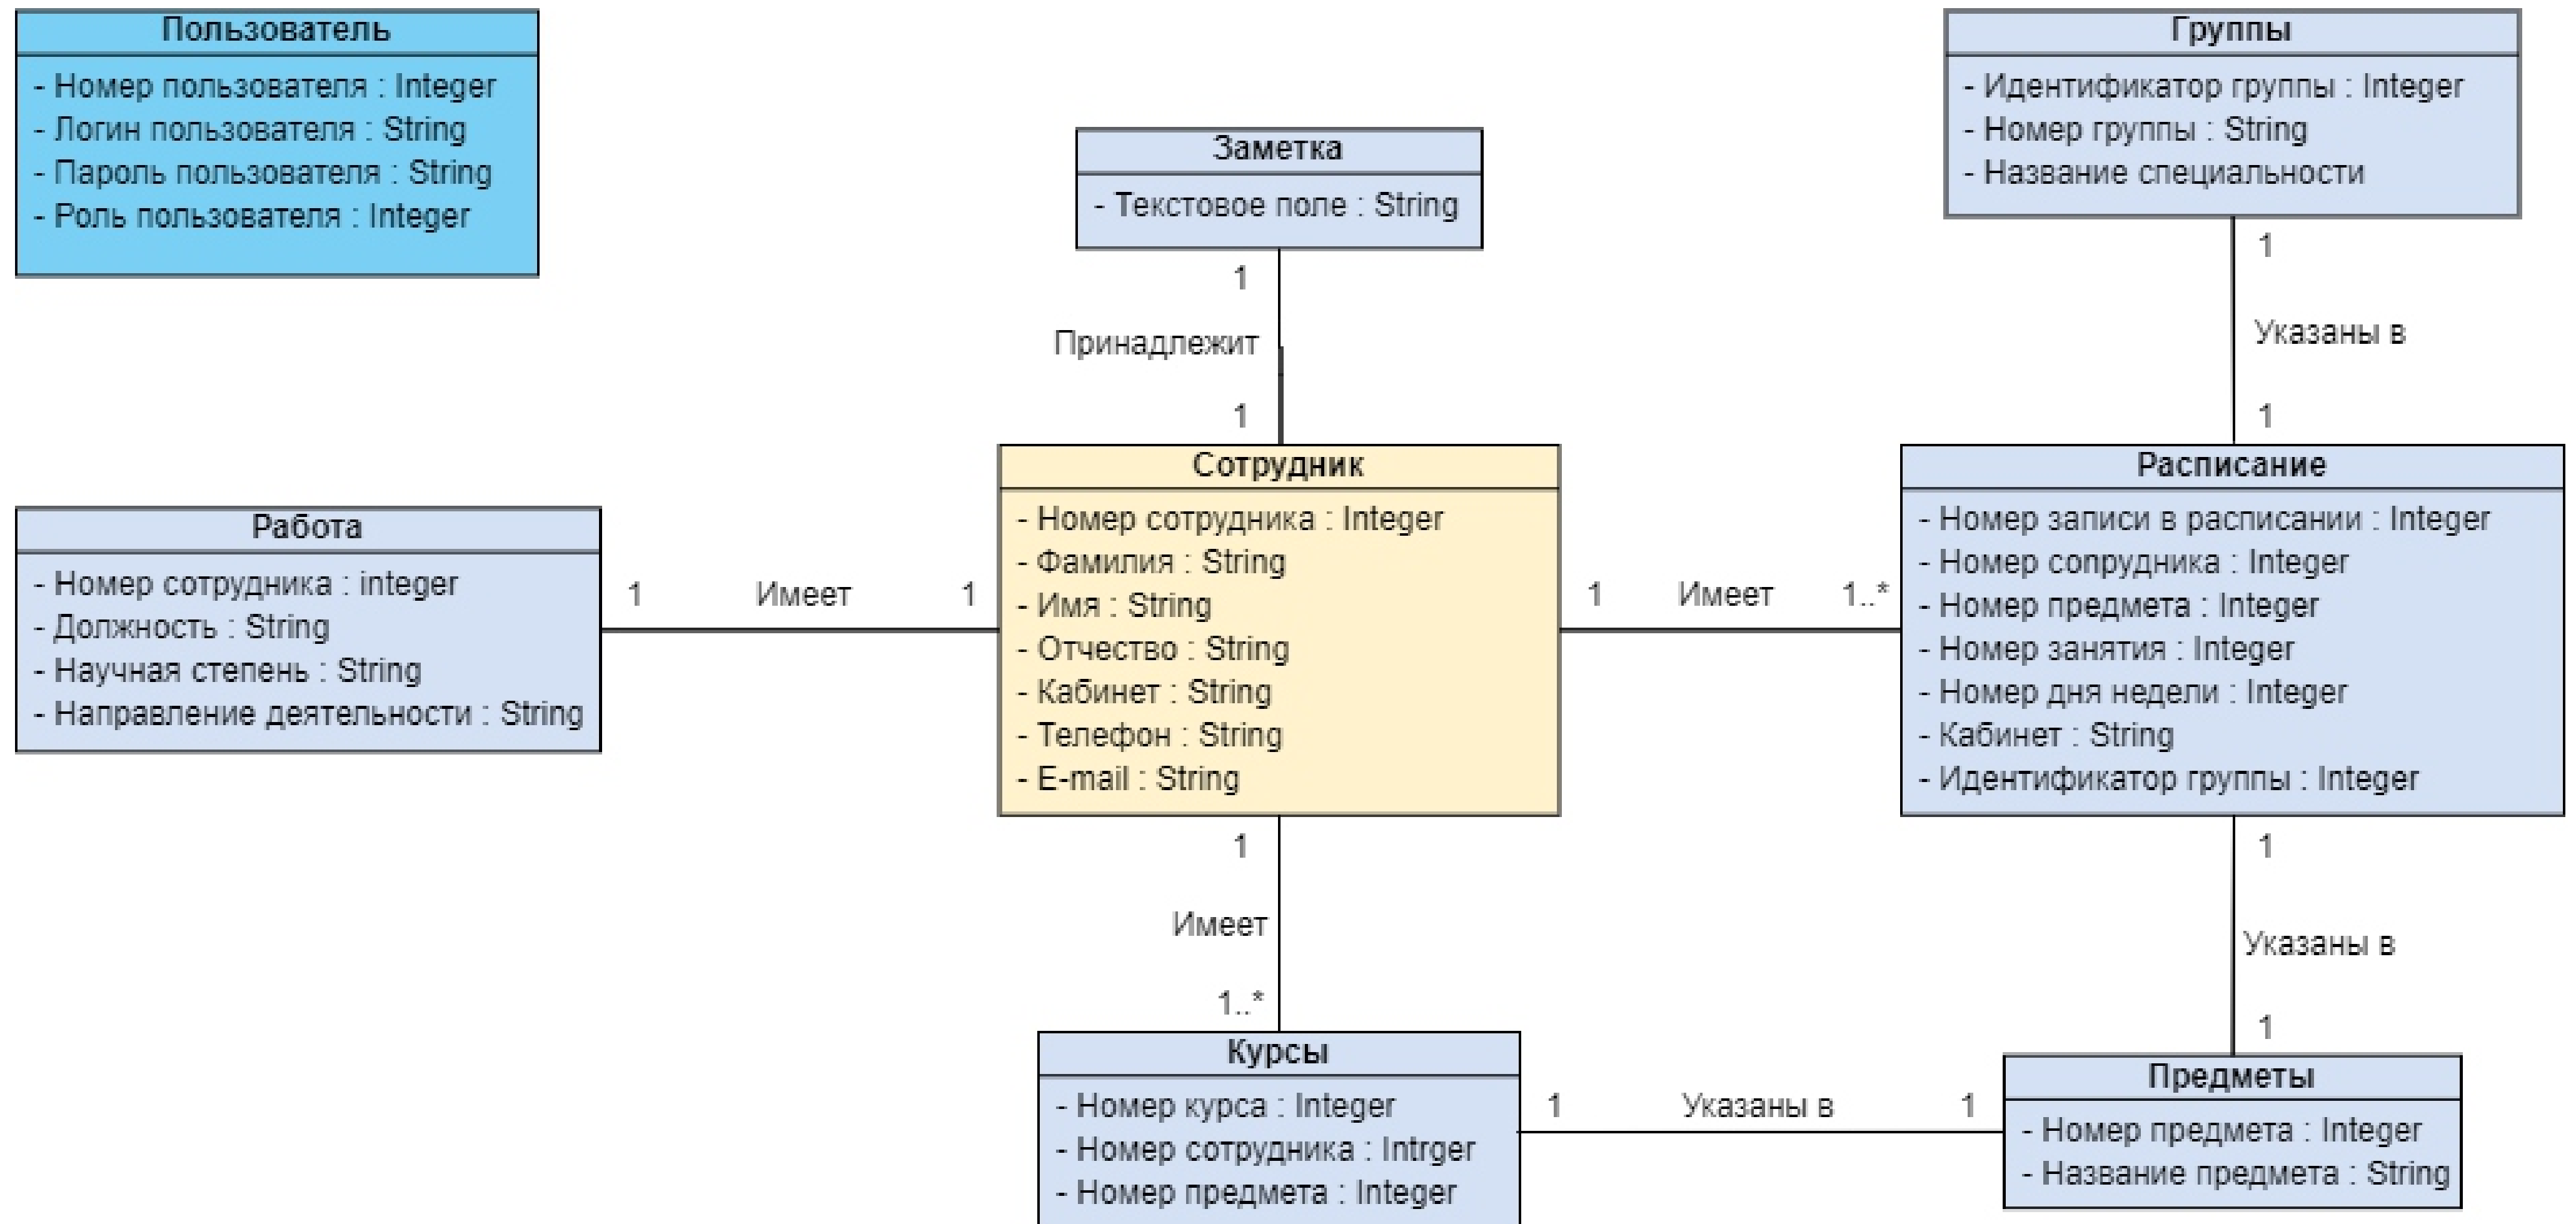 Пользователь
- Номер пользователя : Integer
- Логин пользователя : String
- Пароль пользователя : String
- Роль пользователя : Integer
Заметка
- Текстовое поле : String
Группы
- Идентификатор группы : Integer
- Номер группы : String
- Название специальности
1
Принадлежит
1
1
Указаны в
1
Работа
- Номер сотрудника : integer
- Должность : String
- Научная степень : String
- Направление деятельности : String
1 Имеет 1
Сотрудник
- Номер сотрудника : Integer
- Фамилия : String
- Имя : String
- Отчество : String
- Кабинет : String
- Телефон : String
- E-mail : String
1 Имеет 1..*
Расписание
- Номер записи в расписании : Integer
- Номер сопрудника : Integer
- Номер предмета : Integer
- Номер занятия : Integer
- Номер дня недели : Integer
- Кабинет : String
- Идентификатор группы : Integer
1
Имеет
1..*
1
Указаны в
1
Курсы
- Номер курса : Integer
- Номер сотрудника : Intrger
- Номер предмета : Integer
1 Указаны в 1
Предметы
- Номер предмета : Integer
- Название предмета : String